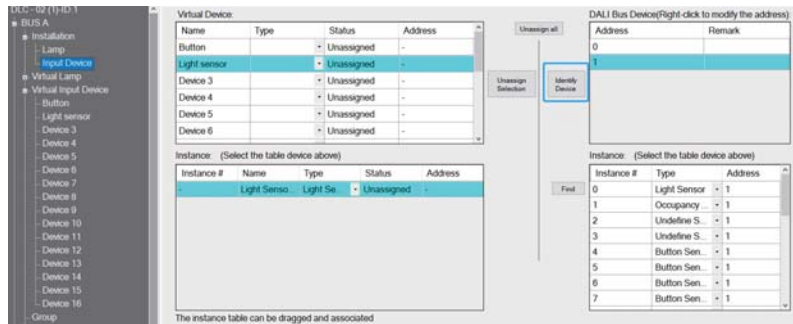 DLC - 02 (1)-ID 1
BUS A
Installation
Lamp
Input Device
Virtual Lamp
Virtual Input Device
Button
Light sensor
Device 3
Device 4
Device 5
Device 6
Device 7
Device 8
Device 9
Device 10
Device 11
Device 12
Device 13
Device 14
Device 15
Device 16
Group
Virtual Device:
Name Type Status Address
Button Unassigned -
Light sensor Unassigned -
Device 3 Unassigned -
Device 4 Unassigned -
Device 5 Unassigned -
Device 6 Unassigned -
Instance: (Select the table device above)
Instance # Name Type Status Address
- Light Senso... Light Se... Unassigned -
The instance table can be dragged and associated
Unassign all
Unassign Selection
Identify Device
Find
DALI Bus Device(Right-click to modify the address)
Address Remark
0
1
Instance: (Select the table device above)
Instance # Type Address
0 Light Sensor 1
1 Occupancy ... 1
2 Undefine S... 1
3 Undefine S... 1
4 Button Sen... 1
5 Button Sen... 1
6 Button Sen... 1
7 Button Sen... 1